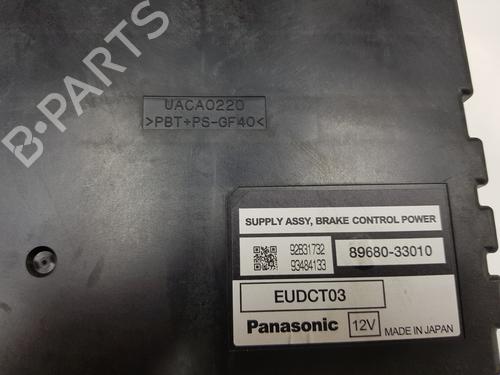 UACA0220
>PBT+PS-GF40<
SUPPLY ASSY, BRAKE CONTROL POWER
92B31732
93484133
89680-33010
EUDCT03
Panasonic 12V MADE IN JAPAN
B-PARTS